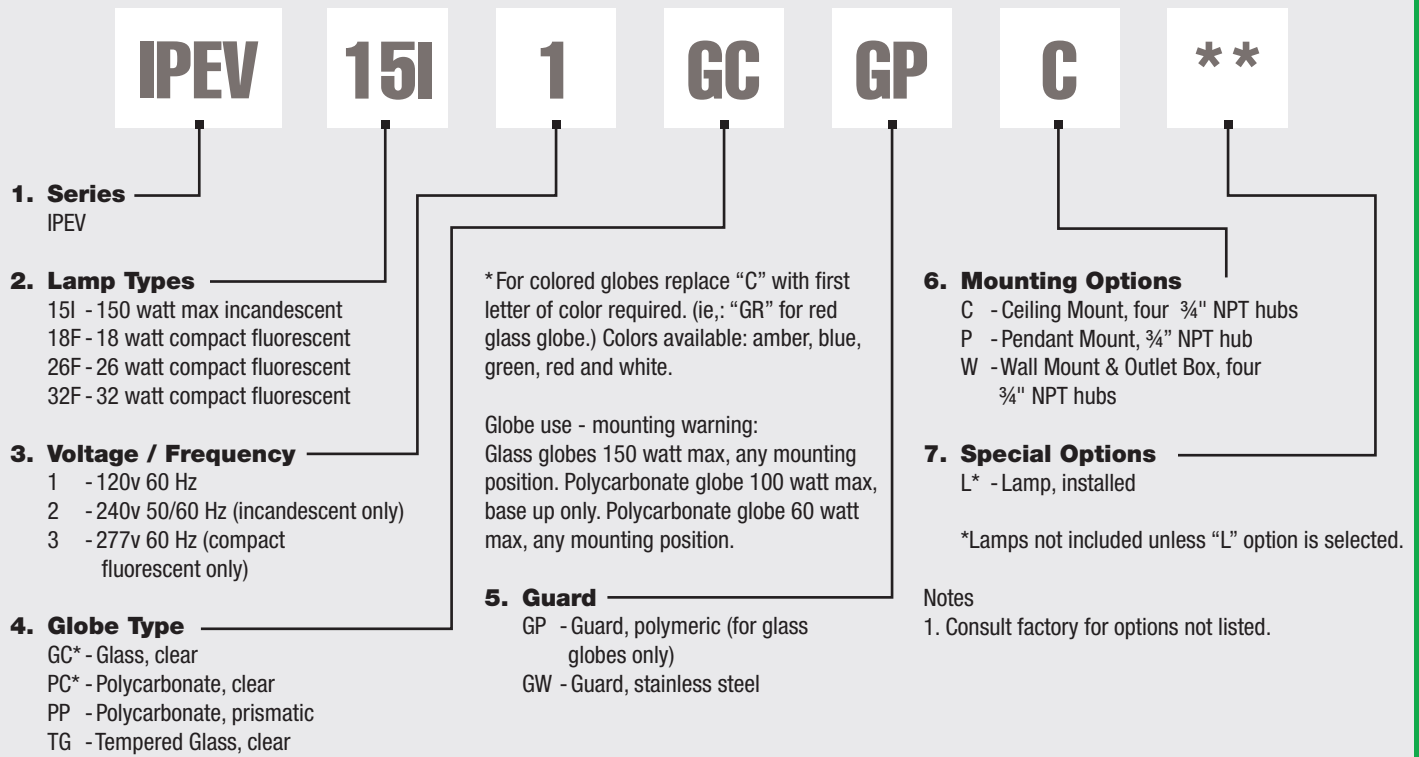 IPEV 15I 1 GC GP C **
1. Series
IPEV
2. Lamp Types
15I - 150 watt max incandescent
18F - 18 watt compact fluorescent
26F - 26 watt compact fluorescent
32F - 32 watt compact fluorescent
3. Voltage / Frequency
1 - 120v 60 Hz
2 - 240v 50/60 Hz (incandescent only)
3 - 277v 60 Hz (compact
fluorescent only)
4. Globe Type
GC* - Glass, clear
PC* - Polycarbonate, clear
PP - Polycarbonate, prismatic
TG - Tempered Glass, clear
* For colored globes replace “C” with first
letter of color required. (ie,: “GR” for red
glass globe.) Colors available: amber, blue,
green, red and white.
Globe use - mounting warning:
Glass globes 150 watt max, any mounting
position. Polycarbonate globe 100 watt max,
base up only. Polycarbonate globe 60 watt
max, any mounting position.
5. Guard
GP - Guard, polymeric (for glass
globes only)
GW - Guard, stainless steel
6. Mounting Options
C - Ceiling Mount, four ¾" NPT hubs
P - Pendant Mount, ¾” NPT hub
W - Wall Mount & Outlet Box, four
¾" NPT hubs
7. Special Options
L* - Lamp, installed
*Lamps not included unless “L” option is selected.
Notes
1. Consult factory for options not listed.